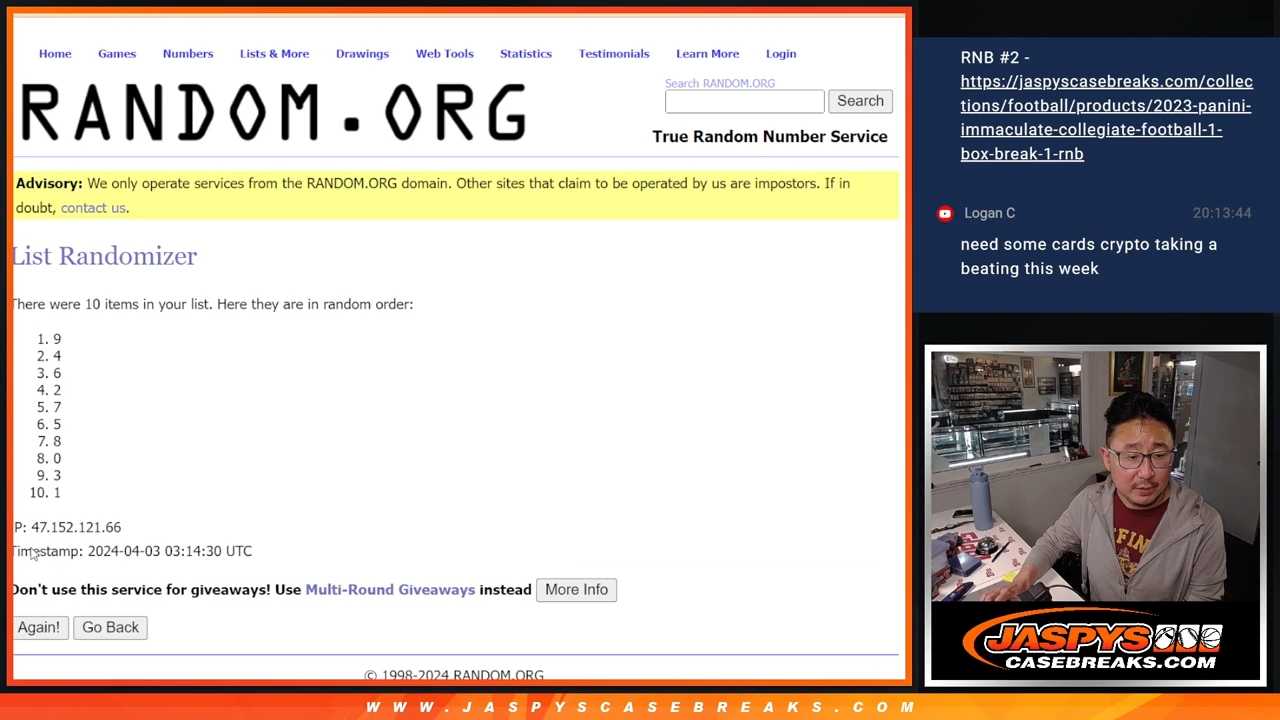 Home Games Numbers Lists & More Drawings Web Tools Statistics Testimonials Learn More Login
RANDOM.ORG
Search RANDOM.ORG
Search
True Random Number Service
Advisory: We only operate services from the RANDOM.ORG domain. Other sites that claim to be operated by us are impostors. If in
doubt, contact us.
List Randomizer
There were 10 items in your list. Here they are in random order:
1. 9
2. 4
3. 6
4. 2
5. 7
6. 5
7. 8
8. 0
9. 3
10. 1
IP: 47.152.121.66
Timestamp: 2024-04-03 03:14:30 UTC
Don't use this service for giveaways! Use Multi-Round Giveaways instead More Info
Again! Go Back
© 1998-2024 RANDOM.ORG
RNB #2 -
https://jaspyscasebreaks.com/collec
tions/football/products/2023-panini-
immaculate-collegiate-football-1-
box-break-1-rnb
Logan C 20:13:44
need some cards crypto taking a
beating this week
JASPYS
CASEBREAKS.COM
WWW.JASPYSCASEBREAKS.COM